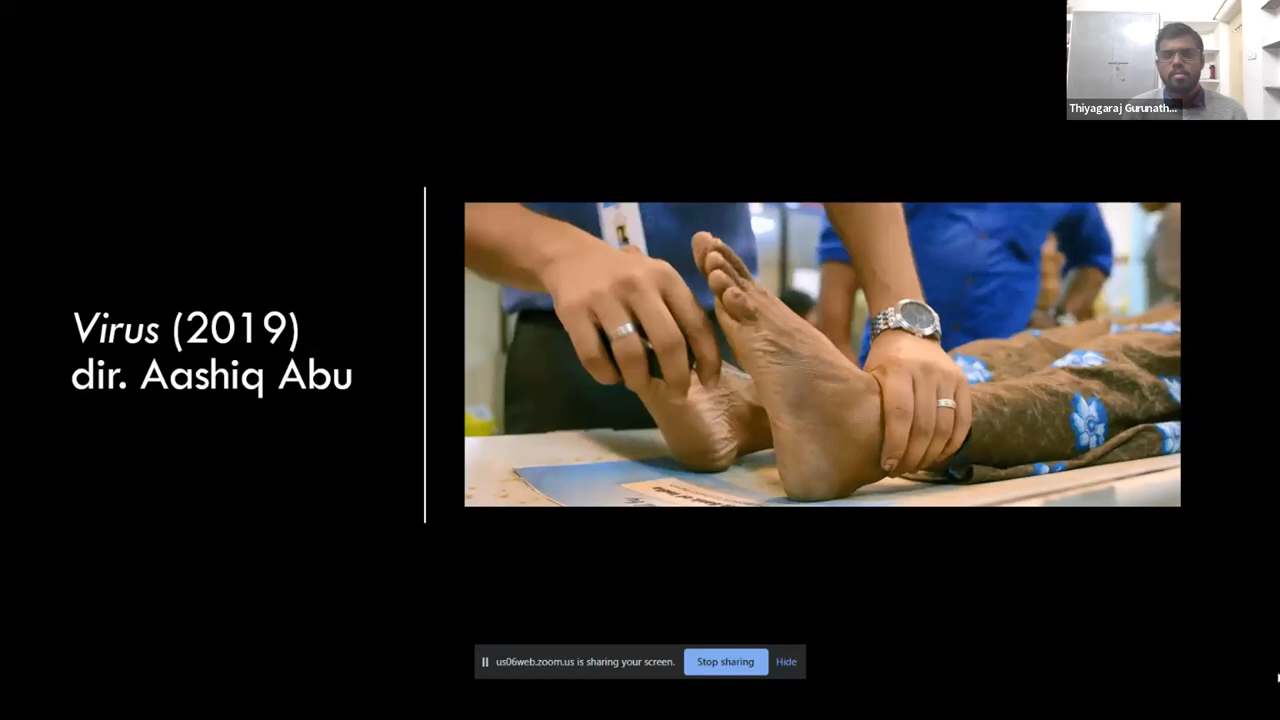 Thiyagaraj Gurunath...
Virus (2019)
dir. Aashiq Abu
us06web.zoom.us is sharing your screen.
Stop sharing
Hide